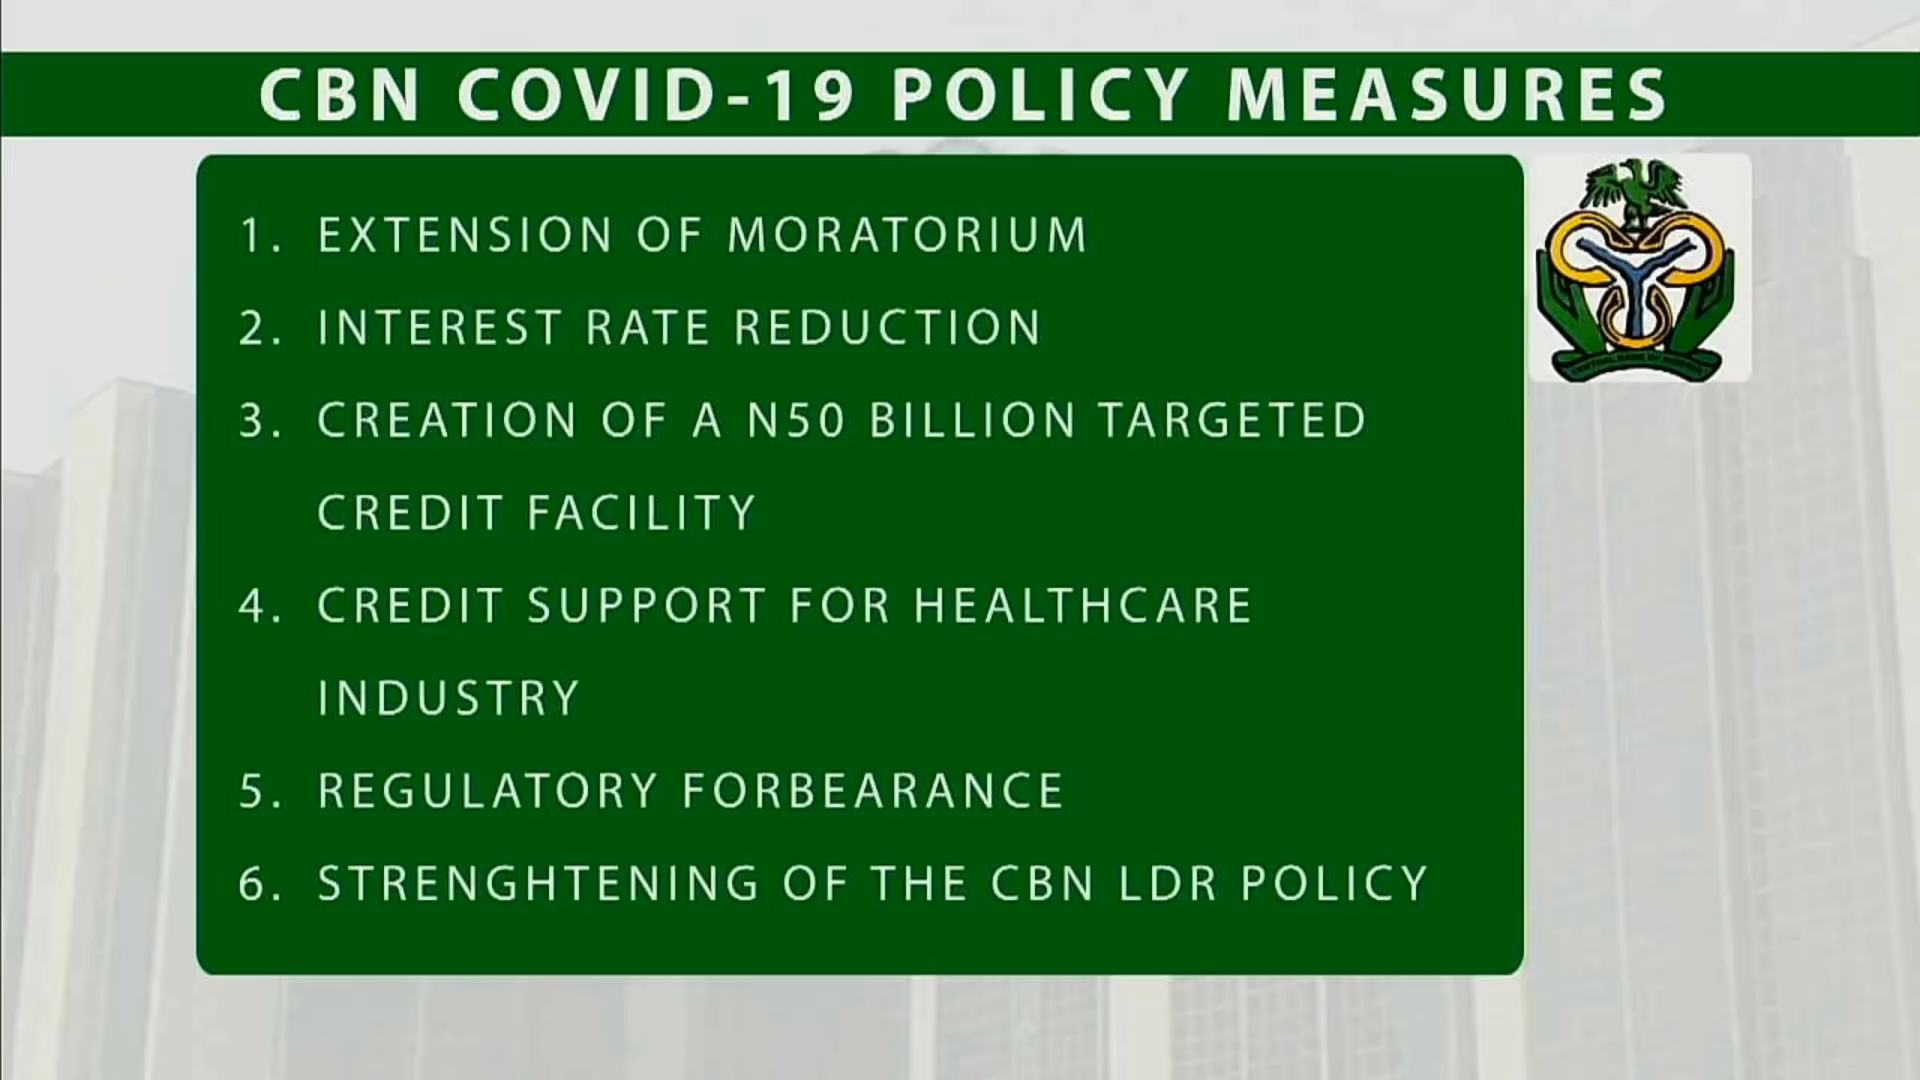 CBN COVID-19 POLICY MEASURES
1. EXTENSION OF MORATORIUM
2. INTEREST RATE REDUCTION
3. CREATION OF A N50 BILLION TARGETED
CREDIT FACILITY
4. CREDIT SUPPORT FOR HEALTHCARE
INDUSTRY
5. REGULATORY FORBEARANCE
6. STRENGHTENING OF THE CBN LDR POLICY